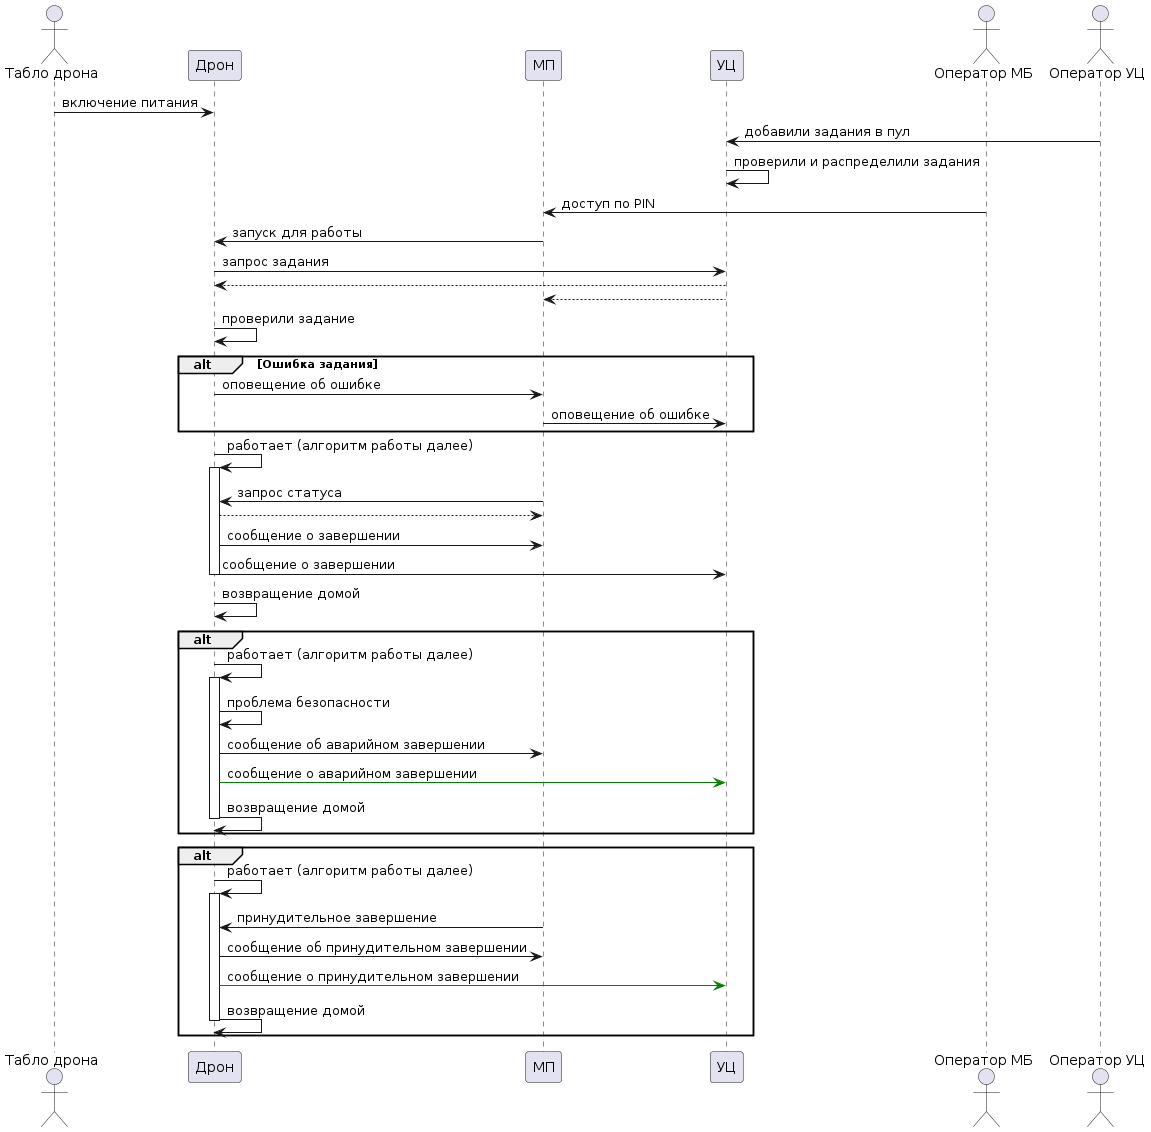 Табло дрона
Дрон
МП
УЦ
Оператор МБ
Оператор УЦ
включение питания
добавили задания в пул
проверили и распределили задания
доступ по PIN
запуск для работы
запрос задания
проверили задание
alt [Ошибка задания]
оповещение об ошибке
оповещение об ошибке
работает (алгоритм работы далее)
запрос статуса
сообщение о завершении
сообщение о завершении
возвращение домой
alt
работает (алгоритм работы далее)
проблема безопасности
сообщение об аварийном завершении
сообщение о аварийном завершении
возвращение домой
alt
работает (алгоритм работы далее)
принудительное завершение
сообщение об принудительном завершении
сообщение о принудительном завершении
возвращение домой
Табло дрона
Дрон
МП
УЦ
Оператор МБ
Оператор УЦ